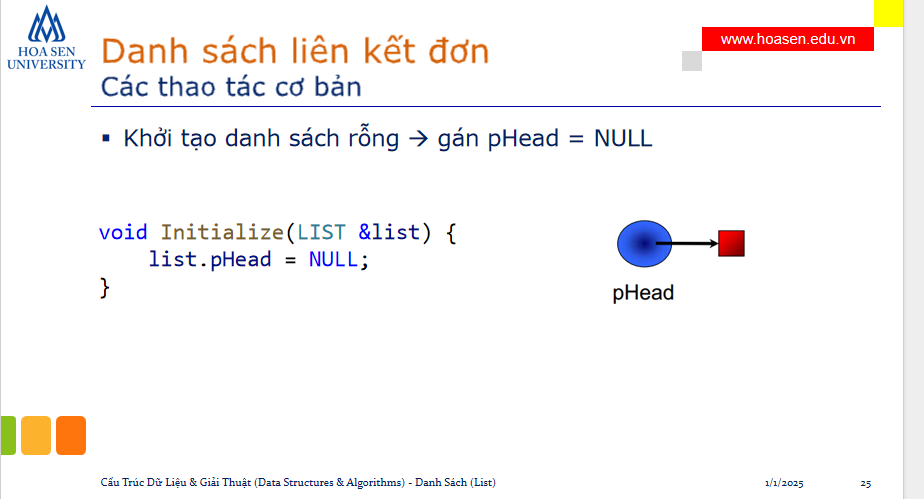 HOA SEN
UNIVERSITY
www.hoasen.edu.vn
Danh sách liên kết đơn
Các thao tác cơ bản
▪ Khởi tạo danh sách rỗng → gán pHead = NULL
void Initialize(LIST &list) {
    list.pHead = NULL;
}
pHead
Cấu Trúc Dữ Liệu & Giải Thuật (Data Structures & Algorithms) - Danh Sách (List)
1/1/2025
25